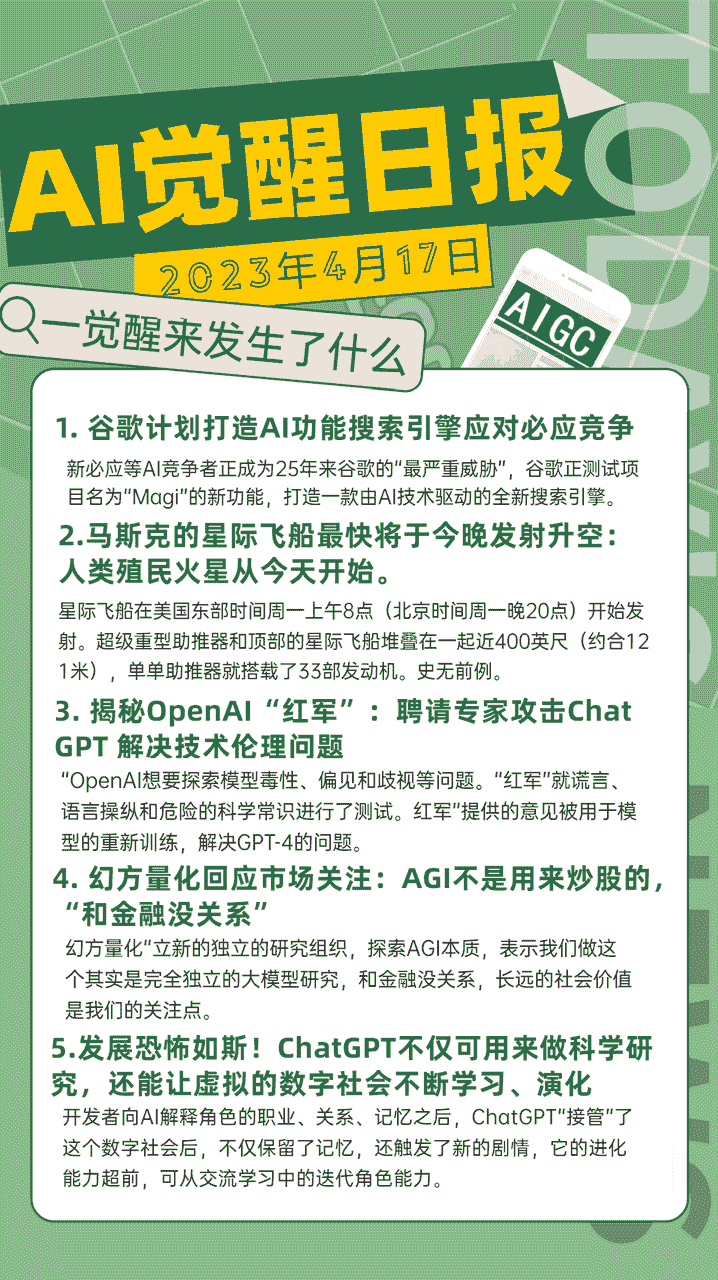 AI觉醒日报
2023年4月17日
一觉醒来发生了什么
AIGC
TODAY'S NEWS
1. 谷歌计划打造AI功能搜索引擎应对必应竞争
新必应等AI竞争者正成为25年来谷歌的“最严重威胁”，谷歌正测试项
目名为“Magi”的新功能，打造一款由AI技术驱动的全新搜索引擎。
2.马斯克的星际飞船最快将于今晚发射升空：
人类殖民火星从今天开始。
星际飞船在美国东部时间周一上午8点（北京时间周一晚20点）开始发
射。超级重型助推器和顶部的星际飞船堆叠在一起近400英尺（约合12
1米），单单助推器就搭载了33部发动机。史无前例。
3. 揭秘OpenAI“红军”：聘请专家攻击Chat
GPT 解决技术伦理问题
“OpenAI想要探索模型毒性、偏见和歧视等问题。“红军”就谎言、
语言操纵和危险的科学常识进行了测试。红军”提供的意见被用于模
型的重新训练，解决GPT-4的问题。
4. 幻方量化回应市场关注：AGI不是用来炒股的，
“和金融没关系”
幻方量化“立新的独立的研究组织，探索AGI本质，表示我们做这
个其实是完全独立的大模型研究，和金融没关系，长远的社会价值
是我们的关注点。
5.发展恐怖如斯！ChatGPT不仅可用来做科学研
究，还能让虚拟的数字社会不断学习、演化
开发者向AI解释角色的职业、关系、记忆之后，ChatGPT“接管”了
这个数字社会后，不仅保留了记忆，还触发了新的剧情，它的进化
能力超前，可从交流学习中的迭代角色能力。